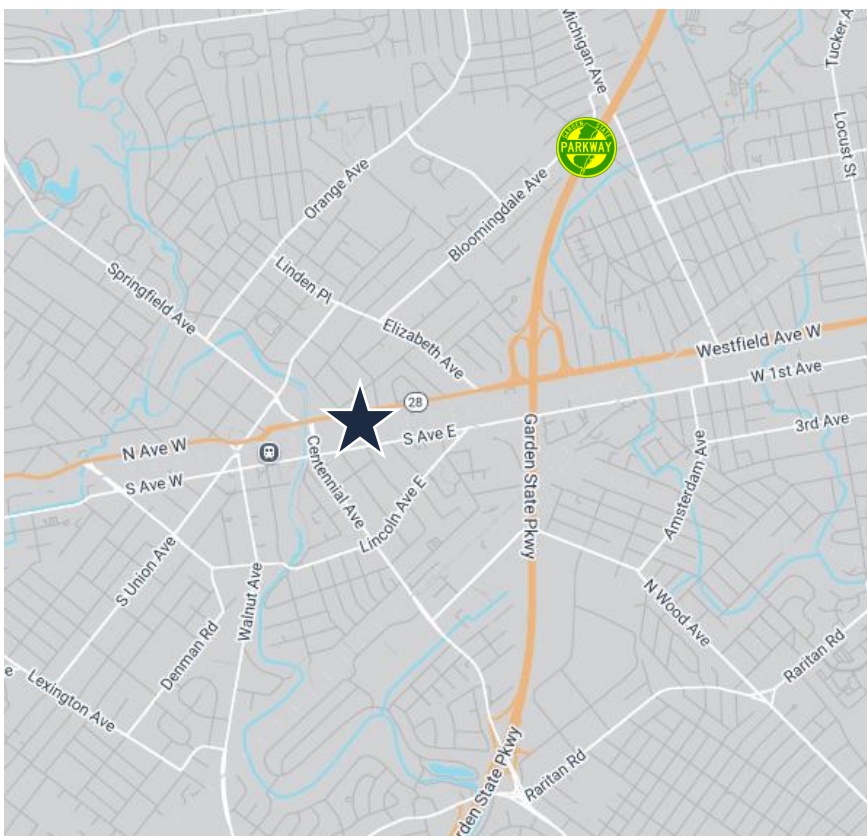 Michigan Ave
Tucker A
GARDEN STATE
PARKWAY
Locust St
Orange Ave
Bloomingdale Ave
Springfield Ave
Linden Pl
Elizabeth Ave
Westfield Ave W
W 1st Ave
28
N Ave W
S Ave E
Centennial Ave
Garden State Pkwy
3rd Ave
S Ave W
Lincoln Ave E
Amsterdam Ave
S Union Ave
Walnut Ave
Denman Rd
N Wood Ave
Raritan Rd
e
Lexington Ave
rden State Pkwy
Raritan Rd